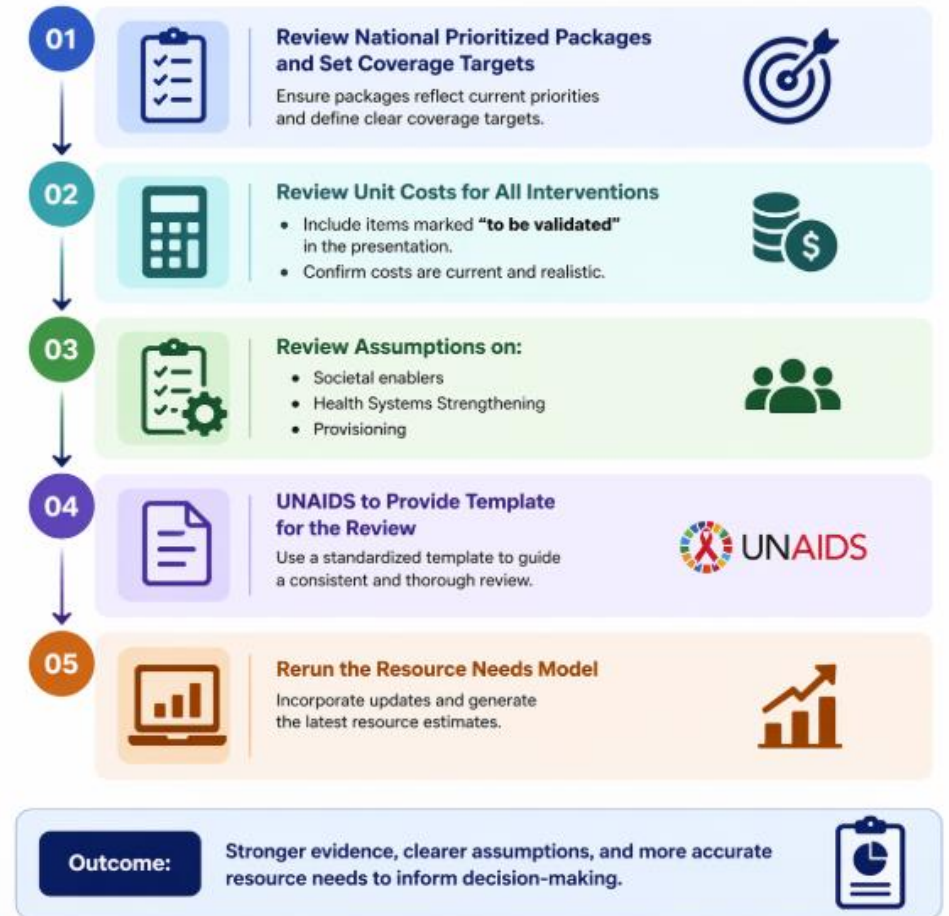 01
Review National Prioritized Packages
and Set Coverage Targets
Ensure packages reflect current priorities
and define clear coverage targets.
02
Review Unit Costs for All Interventions
• Include items marked “to be validated”
in the presentation.
• Confirm costs are current and realistic.
$
03
Review Assumptions on:
• Societal enablers
• Health Systems Strengthening
• Provisioning
04
UNAIDS to Provide Template
for the Review
Use a standardized template to guide
a consistent and thorough review.
UNAIDS
05
Rerun the Resource Needs Model
Incorporate updates and generate
the latest resource estimates.
Outcome:
Stronger evidence, clearer assumptions, and more accurate
resource needs to inform decision-making.